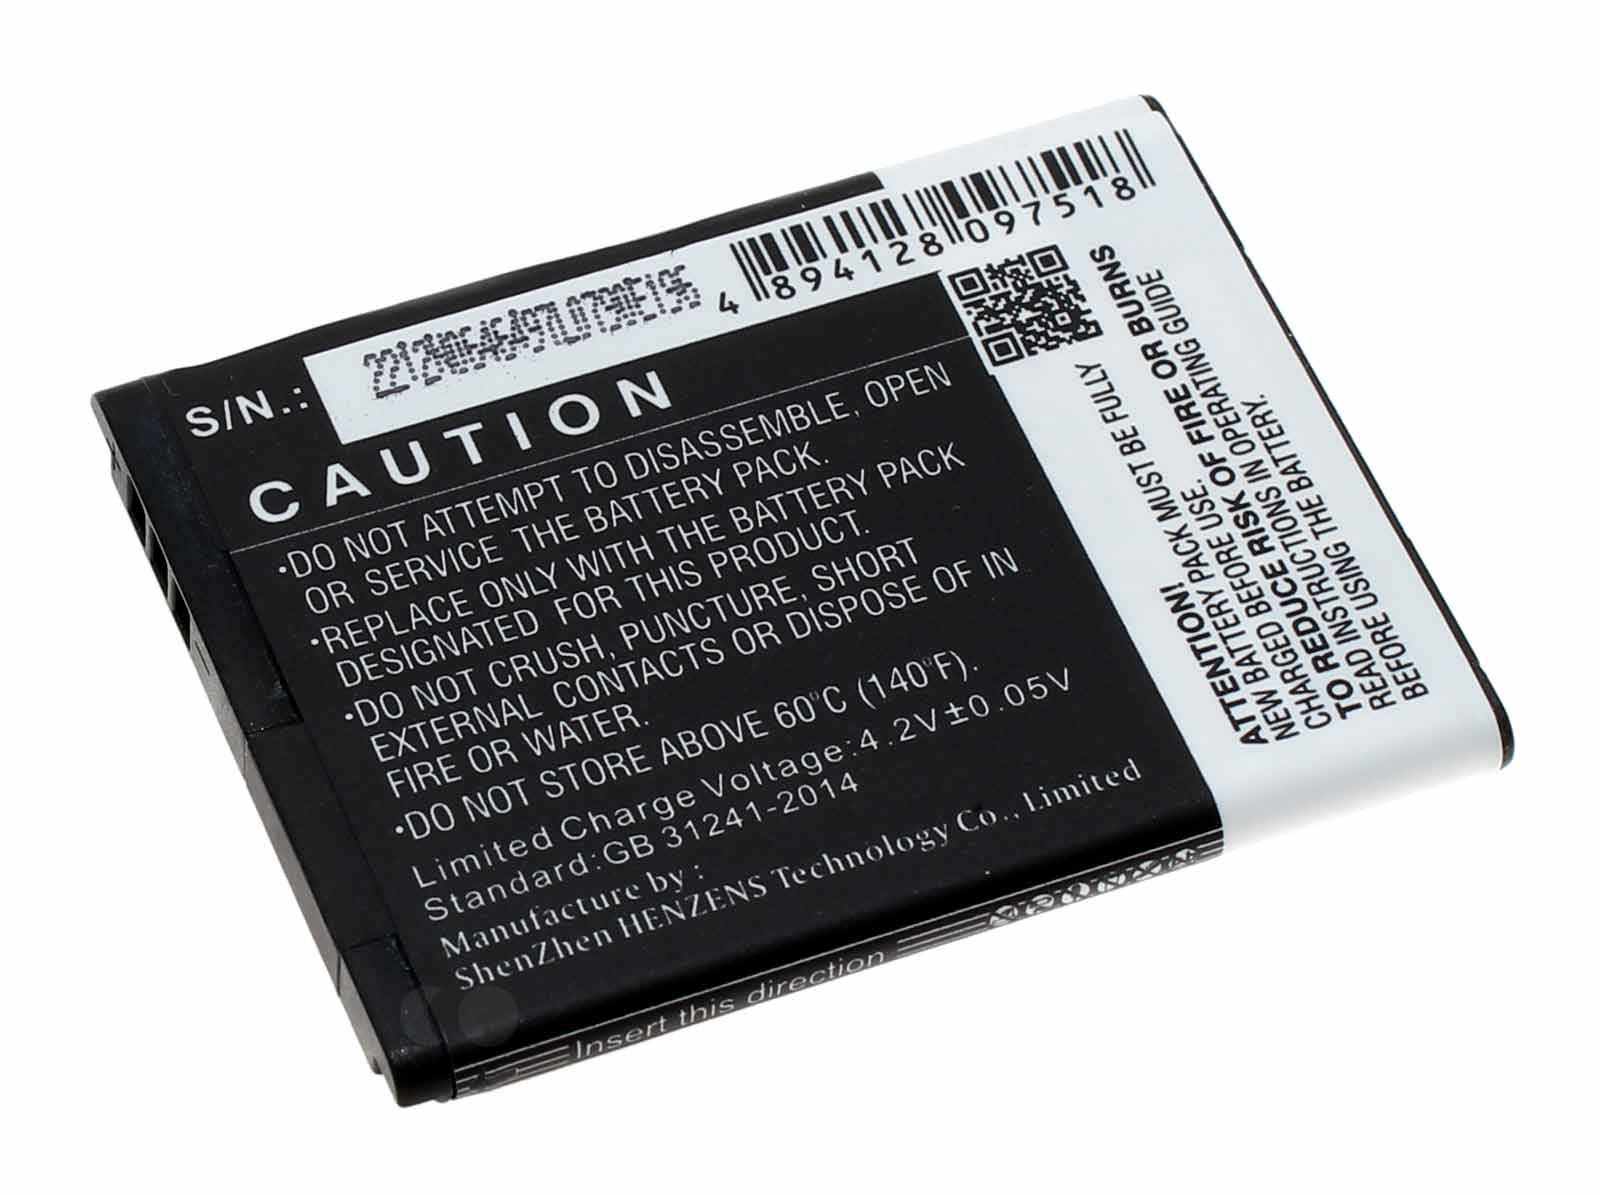 4 894128 097518
S/N.:
CAUTION
•DO NOT ATTEMPT TO DISASSEMBLE, OPEN
OR SERVICE THE BATTERY PACK.
•REPLACE ONLY WITH THE BATTERY PACK
DESIGNATED FOR THIS PRODUCT.
•DO NOT CRUSH, PUNCTURE, SHORT
EXTERNAL CONTACTS OR DISPOSE OF IN
FIRE OR WATER.
•DO NOT STORE ABOVE 60°C (140°F).
Limited Charge Voltage:4.2V±0.05V
Standard:GB 31241-2014
Manufacture by :
ShenZhen HENZENS Technology Co., Limited
Insert this direction
ATTENTION!
NEW BATTERY PACK MUST BE FULLY
CHARGED BEFORE USE.
TO REDUCE RISK OF FIRE OR BURNS
READ INSTRUCTIONS IN OPERATING GUIDE
BEFORE USING THE BATTERY.